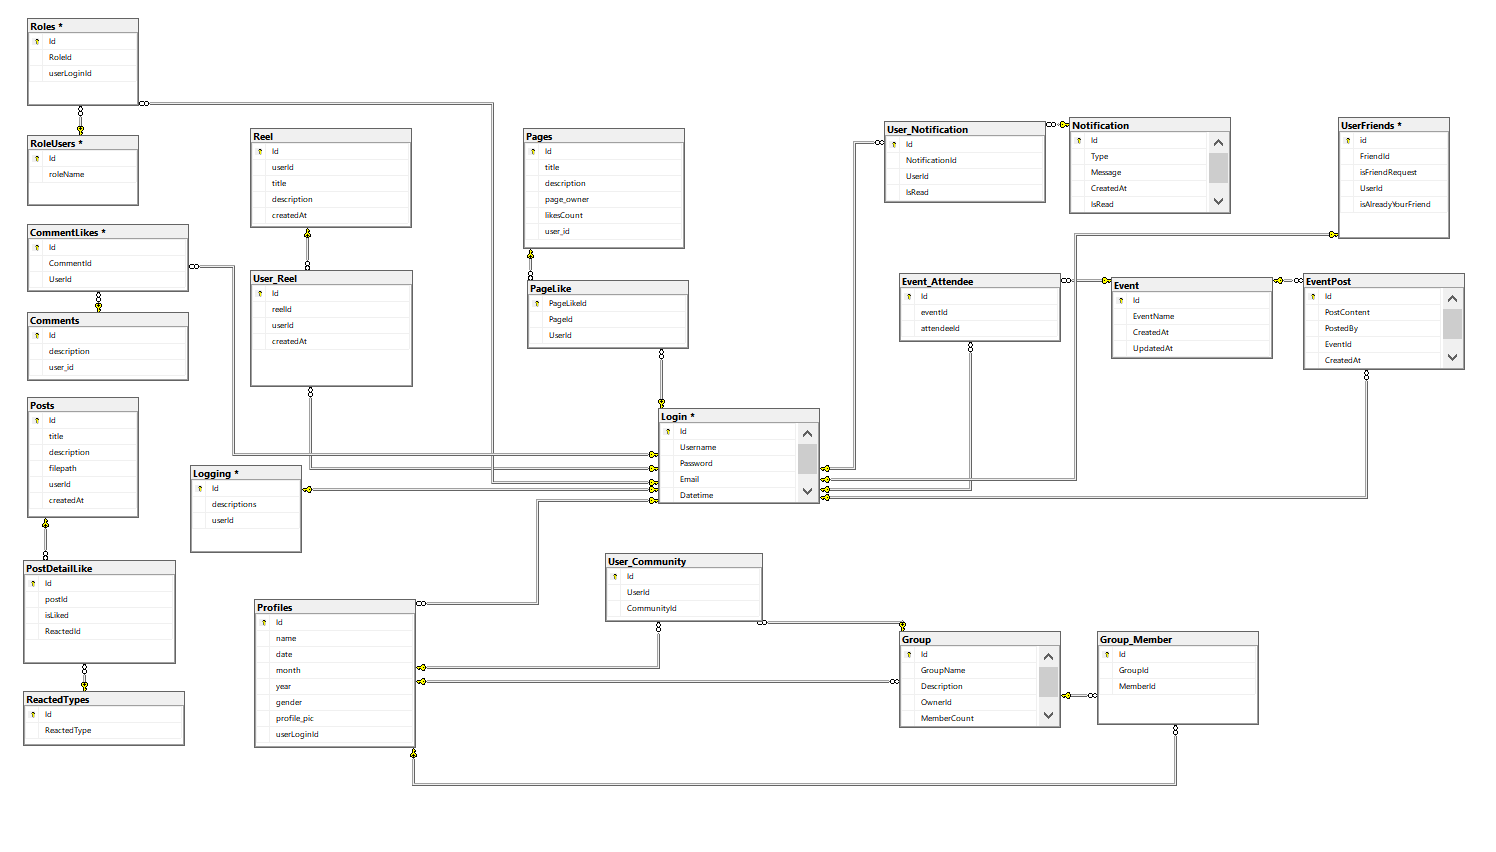 Roles *
Id
RoleId
userLoginId
RoleUsers *
Id
roleName
CommentLikes *
Id
CommentId
UserId
Comments
Id
description
user_id
Posts
Id
title
description
filepath
userId
createdAt
PostDetailLike
Id
postId
isLiked
ReactedId
ReactedTypes
Id
ReactedType
Reel
Id
userId
title
description
createdAt
User_Reel
Id
reelId
userId
createdAt
Logging *
Id
descriptions
userId
Profiles
Id
name
date
month
year
gender
profile_pic
userLoginId
Pages
Id
title
description
page_owner
likesCount
user_id
PageLike
PageLikeId
PageId
UserId
Login *
Id
Username
Password
Email
Datetime
User_Community
Id
UserId
CommunityId
User_Notification
Id
NotificationId
UserId
IsRead
Notification
Id
Type
Message
CreatedAt
IsRead
UserFriends *
id
FriendId
isFriendRequest
UserId
isAlreadyYourFriend
Event_Attendee
Id
eventId
attendeeId
Event
Id
EventName
CreatedAt
UpdatedAt
EventPost
Id
PostContent
PostedBy
EventId
CreatedAt
Group
Id
GroupName
Description
OwnerId
MemberCount
Group_Member
Id
GroupId
MemberId